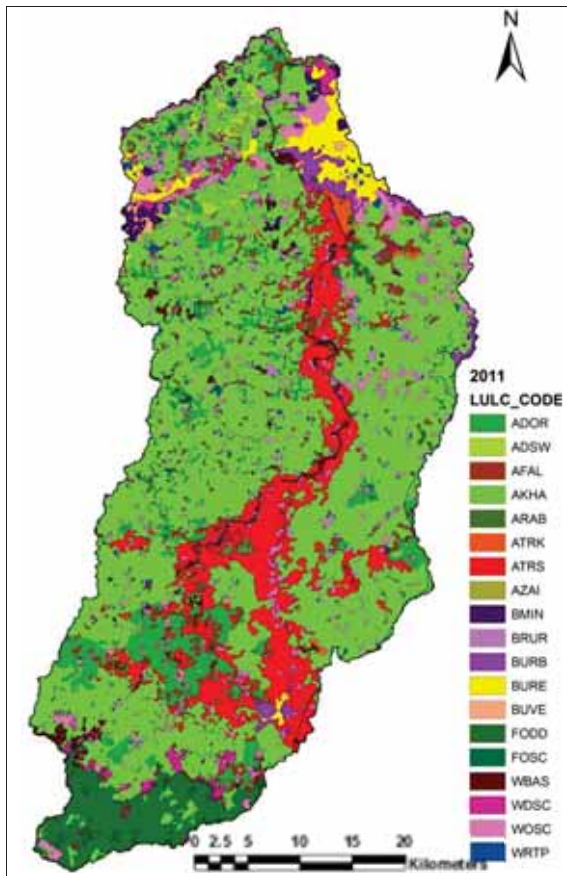 N
2011
LULC_CODE
ADOR
ADSW
AFAL
AKHA
ARAB
ATRK
ATRS
AZAI
BMIN
BRUR
BURB
BURE
BUVE
FODD
FOSC
WBAS
WDSC
WOSC
WRTP
0 2.5 5 10 15 20
Kilometers